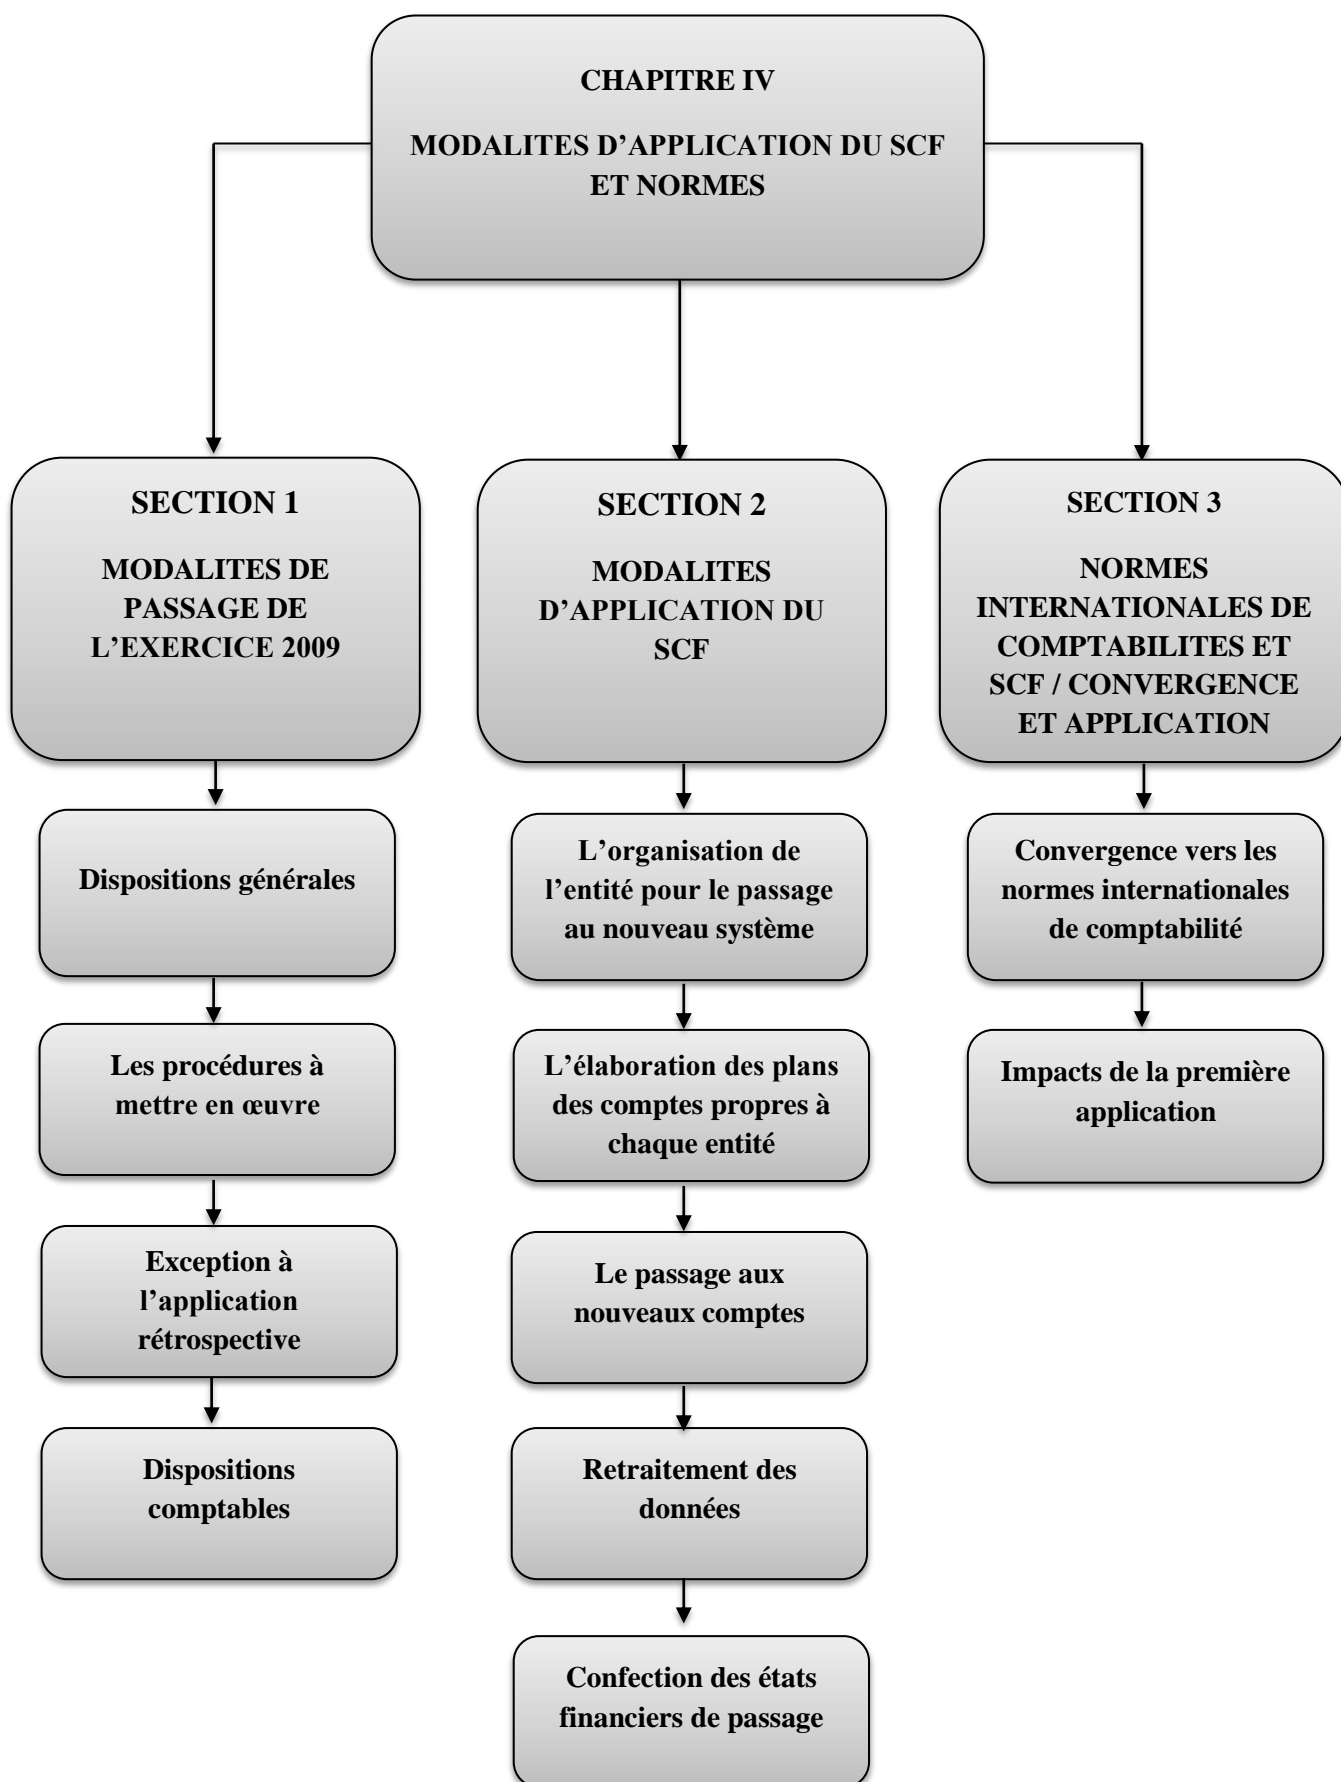 CHAPITRE IV
MODALITES D’APPLICATION DU SCF
ET NORMES
SECTION 1
MODALITES DE
PASSAGE DE
L’EXERCICE 2009
Dispositions générales
Les procédures à
mettre en œuvre
Exception à
l’application
rétrospective
Dispositions
comptables
SECTION 2
MODALITES
D’APPLICATION DU
SCF
L’organisation de
l’entité pour le passage
au nouveau système
L’élaboration des plans
des comptes propres à
chaque entité
Le passage aux
nouveaux comptes
Retraitement des
données
Confection des états
financiers de passage
SECTION 3
NORMES
INTERNATIONALES DE
COMPTABILITES ET
SCF / CONVERGENCE
ET APPLICATION
Convergence vers les
normes internationales
de comptabilité
Impacts de la première
application